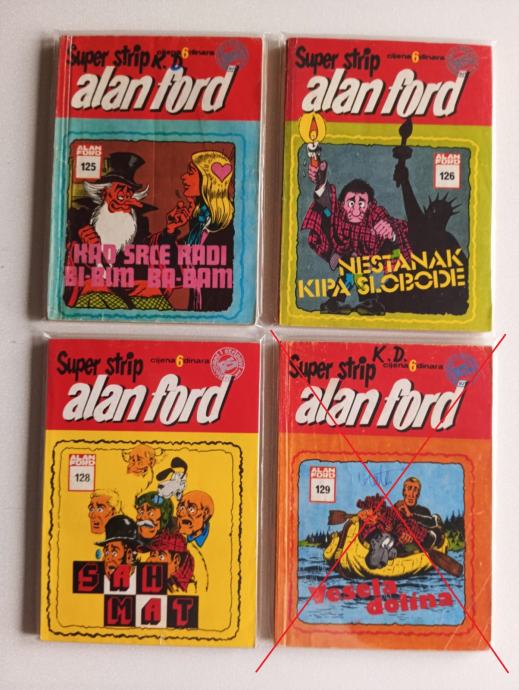 Super strip K.D.
cijena 6 dinara
alan ford
ALAN FORD
125
KAD SRCE RADI
BI-BIM BA-BAM
Super strip
cijena 6 dinara
alan ford
ALAN FORD
126
NESTANAK
KIPA SLOBODE
Super strip
cijena 6 dinara
alan ford
ALAN FORD
128
ŠAH
MAT
Super strip K.D.
cijena 6 dinara
alan ford
ALAN FORD
129
Vesela
dolina